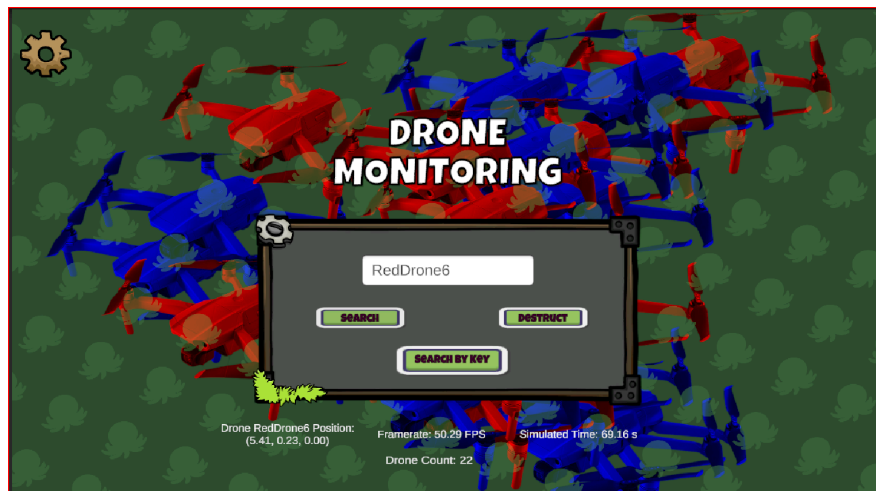 DRONE
MONITORING
RedDrone6
SEARCH
DESTRUCT
SEARCH BY KEY
Drone RedDrone6 Position:
(5.41, 0.23, 0.00)
Framerate: 50.29 FPS
Simulated Time: 69.16 s
Drone Count: 22